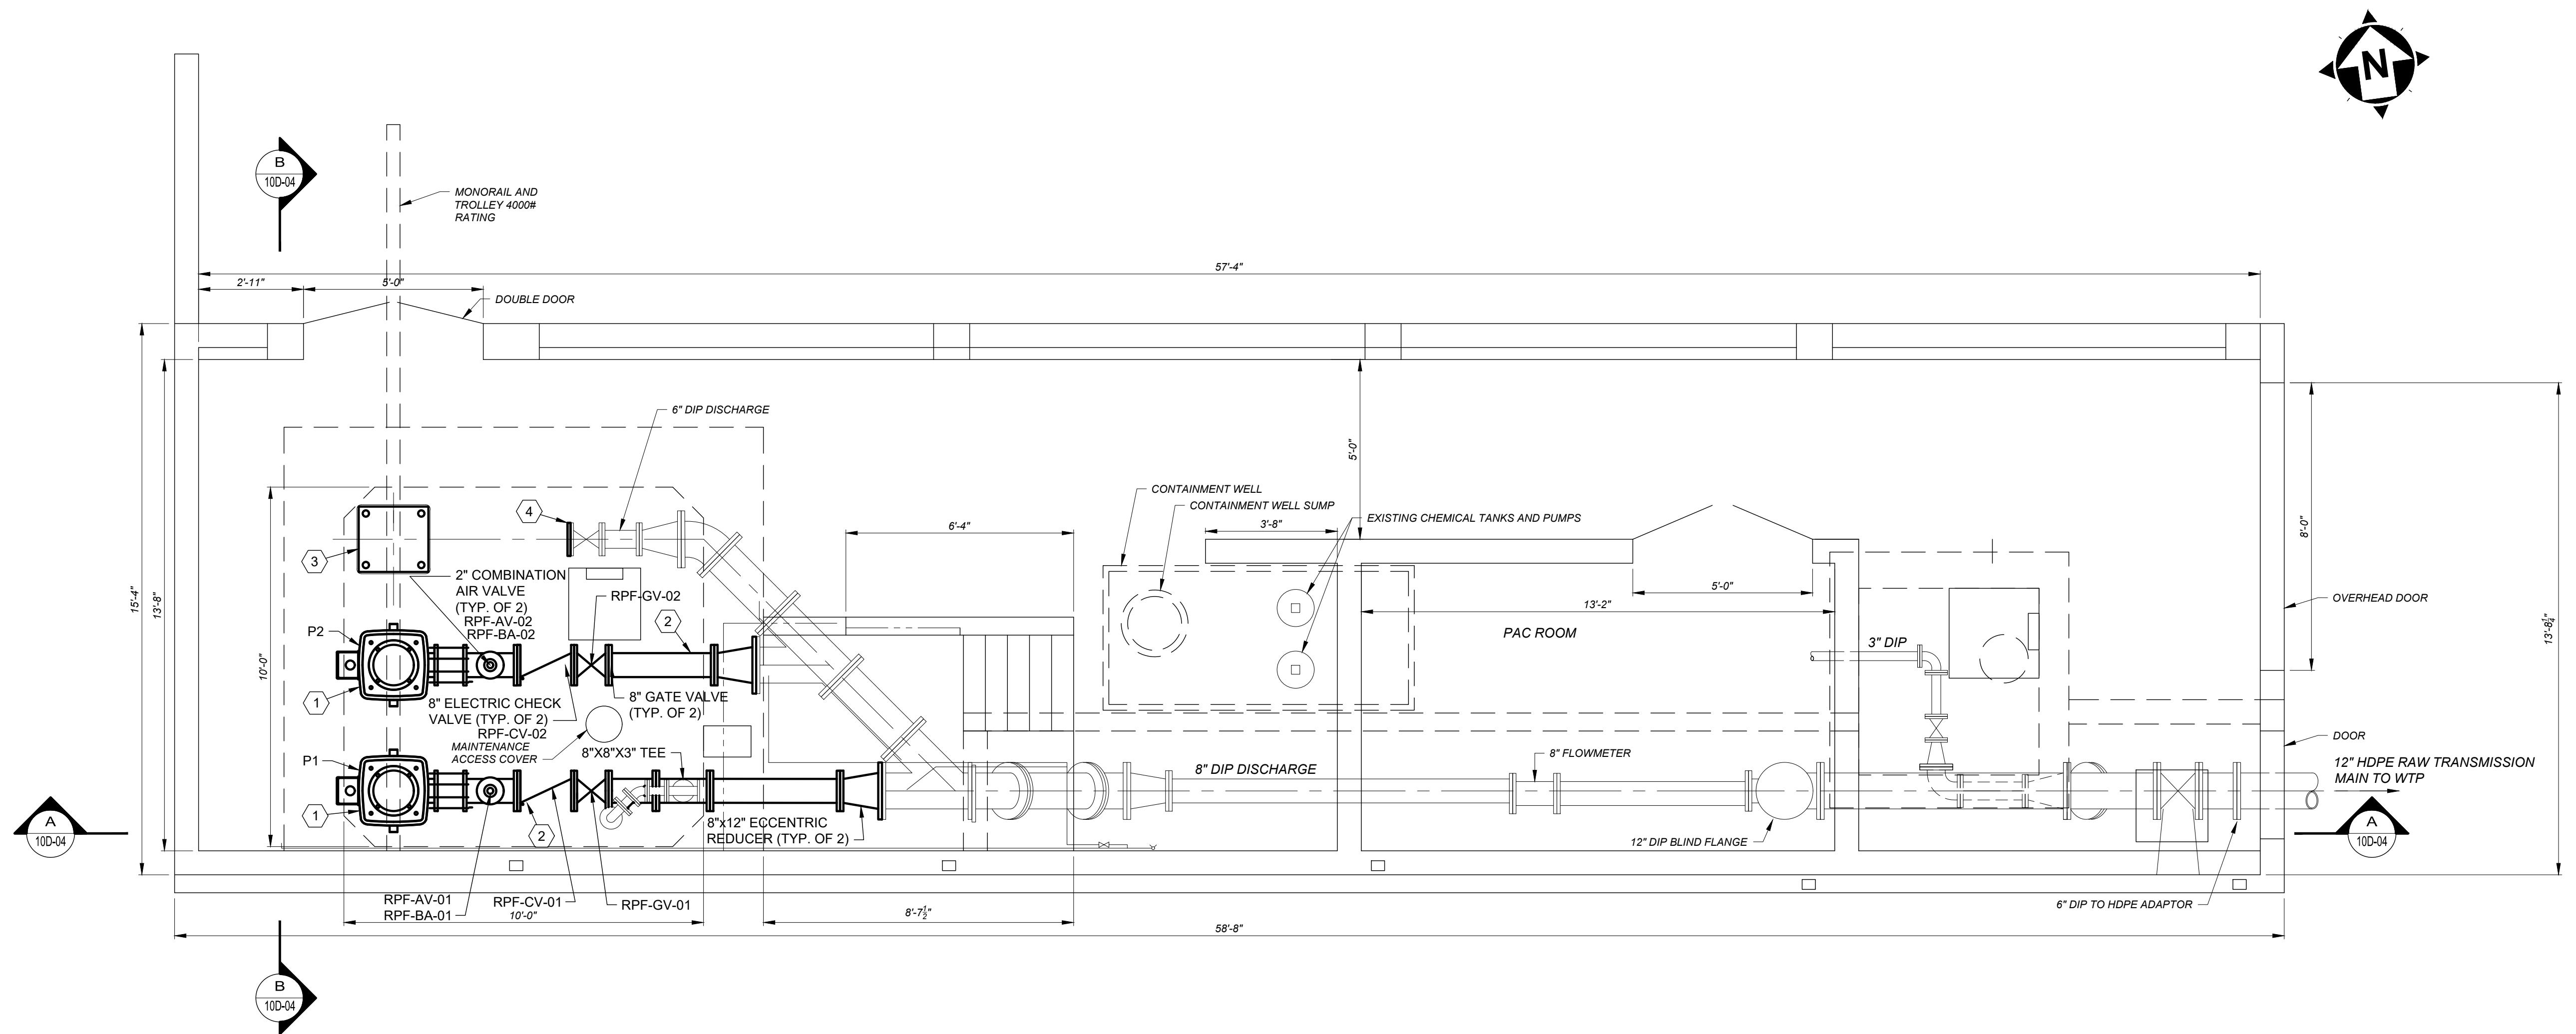 N
B
10D-04
MONORAIL AND
TROLLEY 4000#
RATING
57'-4"
2'-11"
5'-0"
DOUBLE DOOR
6" DIP DISCHARGE
15'-4"
13'-8"
10'-0"
5'-0"
8'-0"
13'-8¼"
CONTAINMENT WELL
CONTAINMENT WELL SUMP
EXISTING CHEMICAL TANKS AND PUMPS
3'-8"
6'-4"
4
3
2" COMBINATION
AIR VALVE
(TYP. OF 2)
RPF-AV-02
RPF-BA-02
RPF-GV-02
2
P2
1
5'-0"
13'-2"
PAC ROOM
3" DIP
OVERHEAD DOOR
8" ELECTRIC CHECK
VALVE (TYP. OF 2)
RPF-CV-02
8" GATE VALVE
(TYP. OF 2)
MAINTENANCE
ACCESS COVER
8"X8"X3" TEE
P1
1
2
8" DIP DISCHARGE
8" FLOWMETER
DOOR
12" HDPE RAW TRANSMISSION
MAIN TO WTP
A
10D-04
8"x12" ECCENTRIC
REDUCER (TYP. OF 2)
12" DIP BLIND FLANGE
A
10D-04
RPF-AV-01
RPF-BA-01
RPF-CV-01
RPF-GV-01
10'-0"
8'-7½"
6" DIP TO HDPE ADAPTOR
58'-8"
B
10D-04